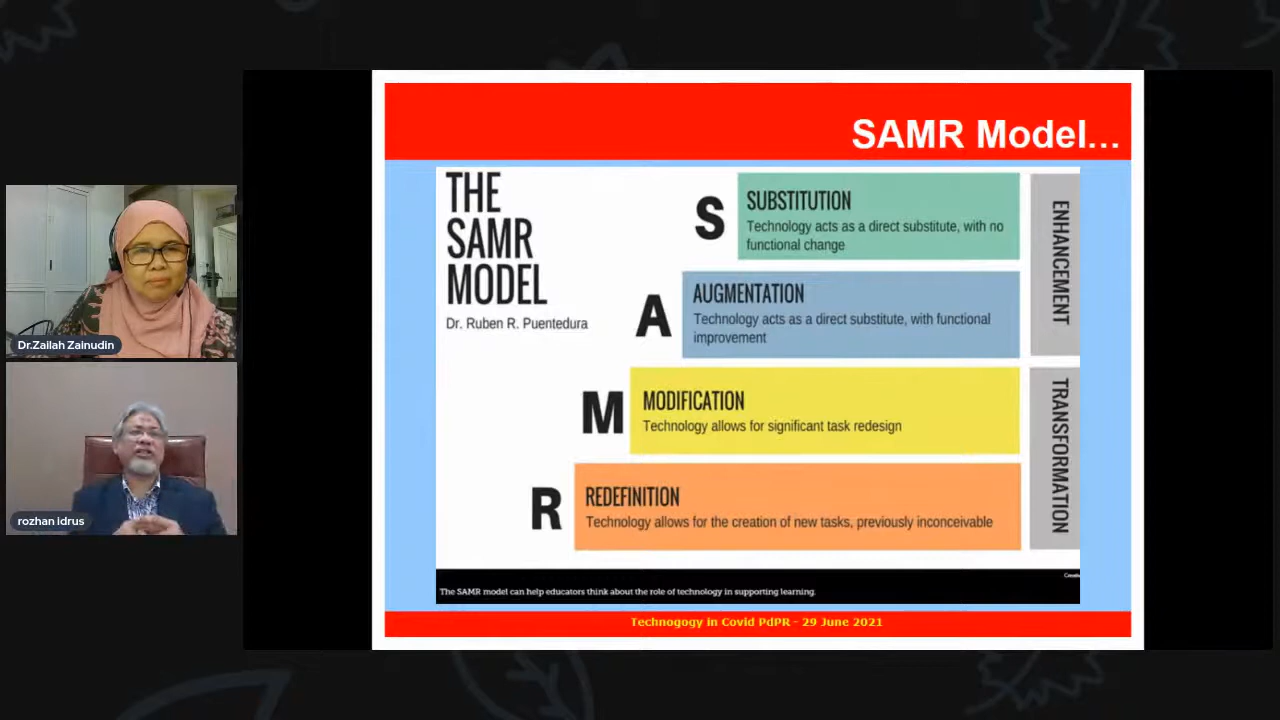 SAMR Model...
THE
SAMR
MODEL
Dr. Ruben R. Puentedura
S
SUBSTITUTION
Technology acts as a direct substitute, with no
functional change
A
AUGMENTATION
Technology acts as a direct substitute, with functional
improvement
ENHANCEMENT
M
MODIFICATION
Technology allows for significant task redesign
R
REDEFINITION
Technology allows for the creation of new tasks, previously inconceivable
TRANSFORMATION
The SAMR model can help educators think about the role of technology in supporting learning.
Technogogy in Covid PdPR - 29 June 2021
Dr.Zailah Zainudin
rozhan idrus